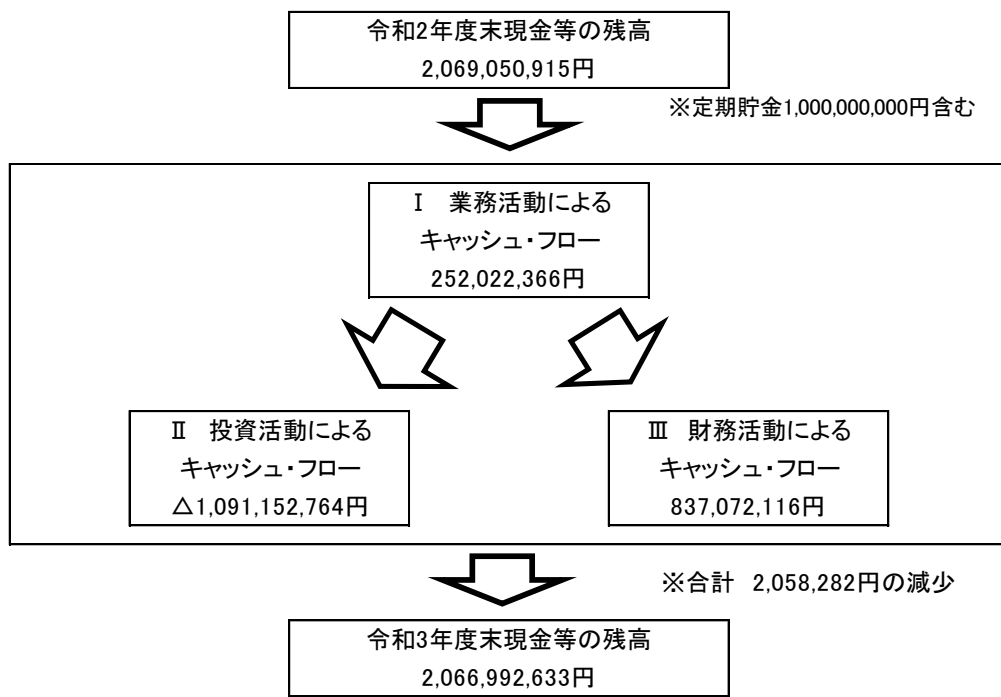 令和2年度末現金等の残高
2,069,050,915円
※定期貯金1,000,000,000円含む
Ⅰ　業務活動による
キャッシュ・フロー
252,022,366円
Ⅱ　投資活動による
キャッシュ・フロー
△1,091,152,764円
Ⅲ　財務活動による
キャッシュ・フロー
837,072,116円
※合計　2,058,282円の減少
令和3年度末現金等の残高
2,066,992,633円